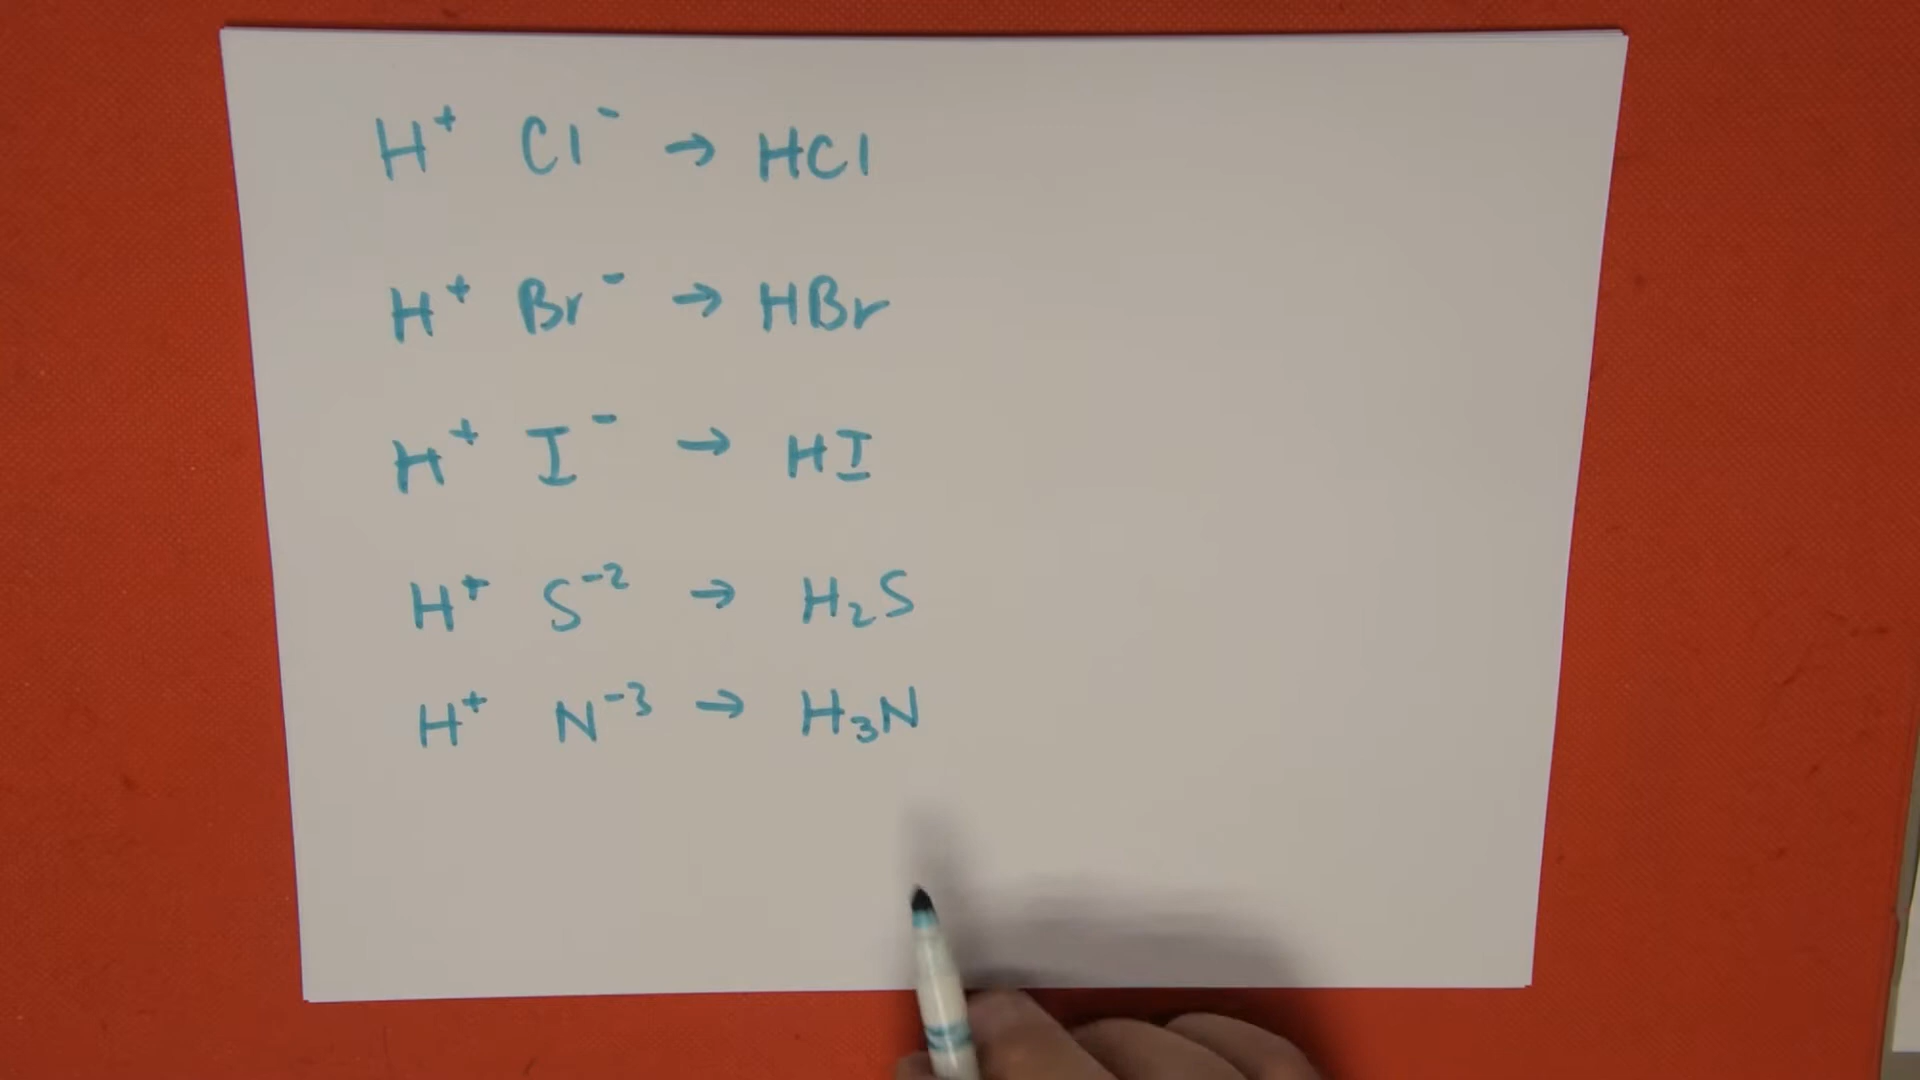 H⁺ Cl⁻ → HCl
H⁺ Br⁻ → HBr
H⁺ I⁻ → HI
H⁺ S⁻² → H₂S
H⁺ N⁻³ → H₃N